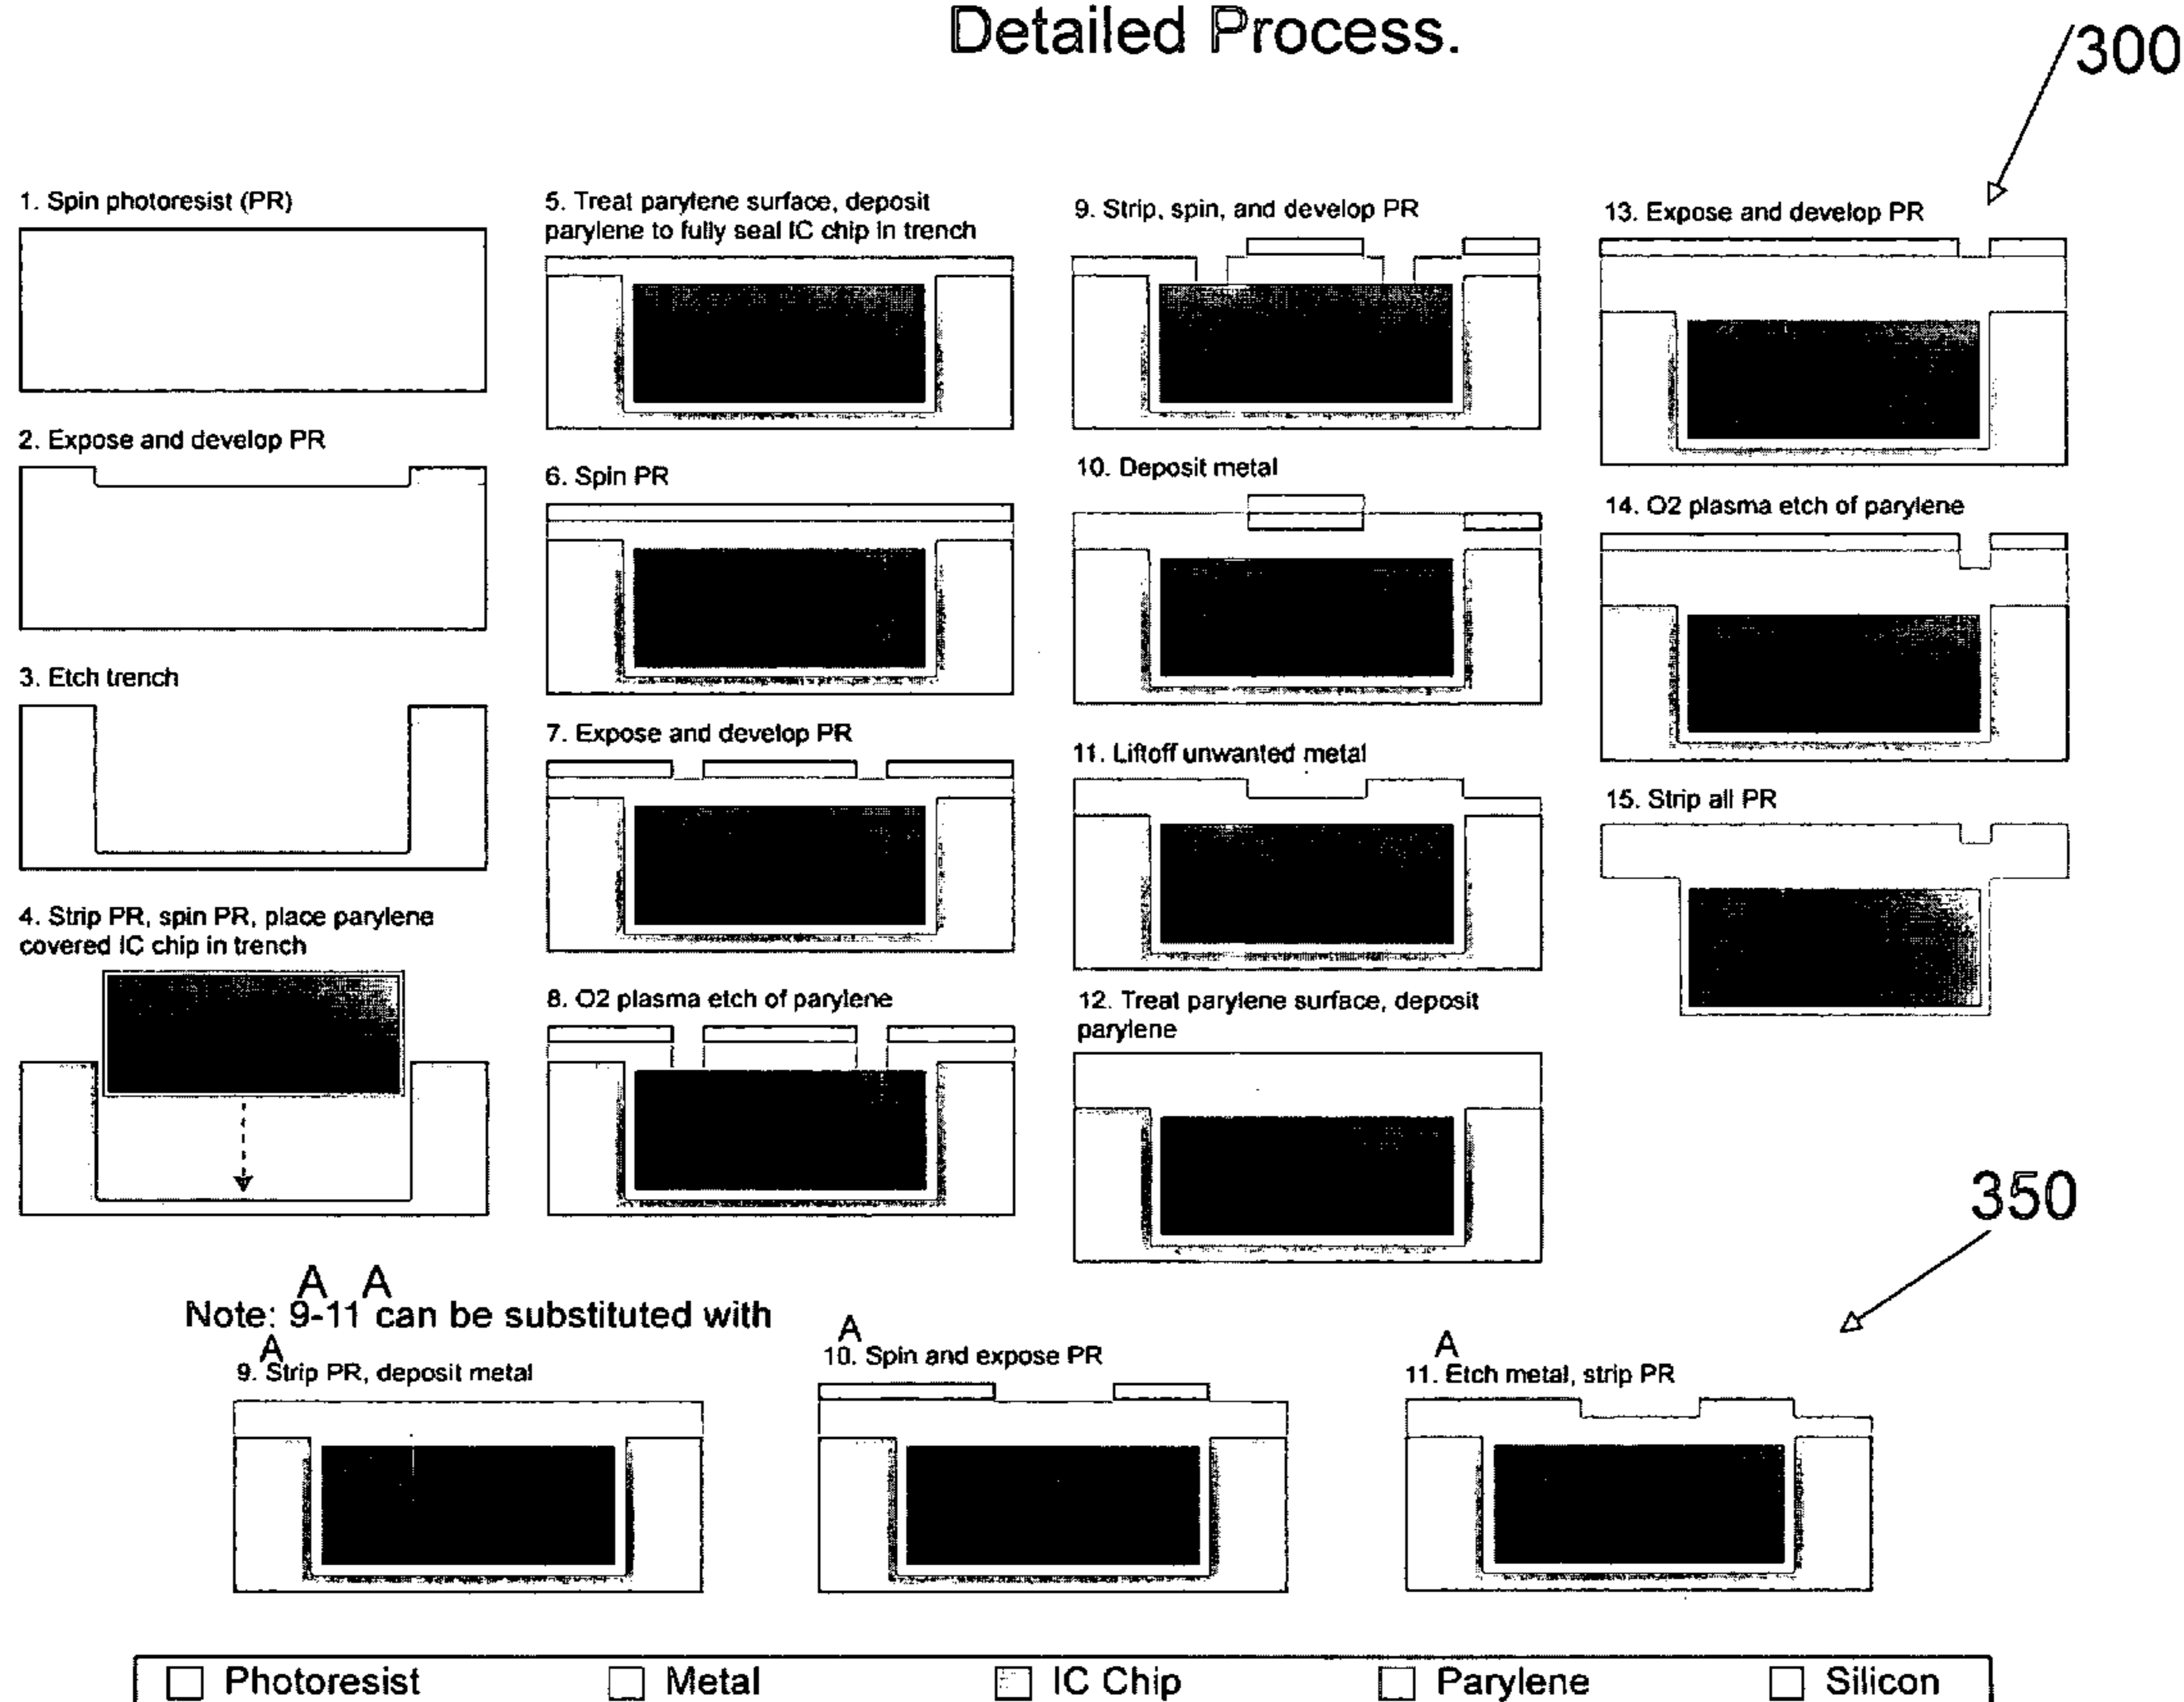 Detailed Process.
300
1. Spin photoresist (PR)
2. Expose and develop PR
3. Etch trench
4. Strip PR, spin PR, place parylene
covered IC chip in trench
5. Treat parylene surface, deposit
parylene to fully seal IC chip in trench
6. Spin PR
7. Expose and develop PR
8. O2 plasma etch of parylene
9. Strip, spin, and develop PR
10. Deposit metal
11. Liftoff unwanted metal
12. Treat parylene surface, deposit
parylene
13. Expose and develop PR
14. O2 plasma etch of parylene
15. Strip all PR
350
A A
Note: 9-11 can be substituted with
A
9. Strip PR, deposit metal
A
10. Spin and expose PR
A
11. Etch metal, strip PR
Photoresist Metal IC Chip Parylene Silicon